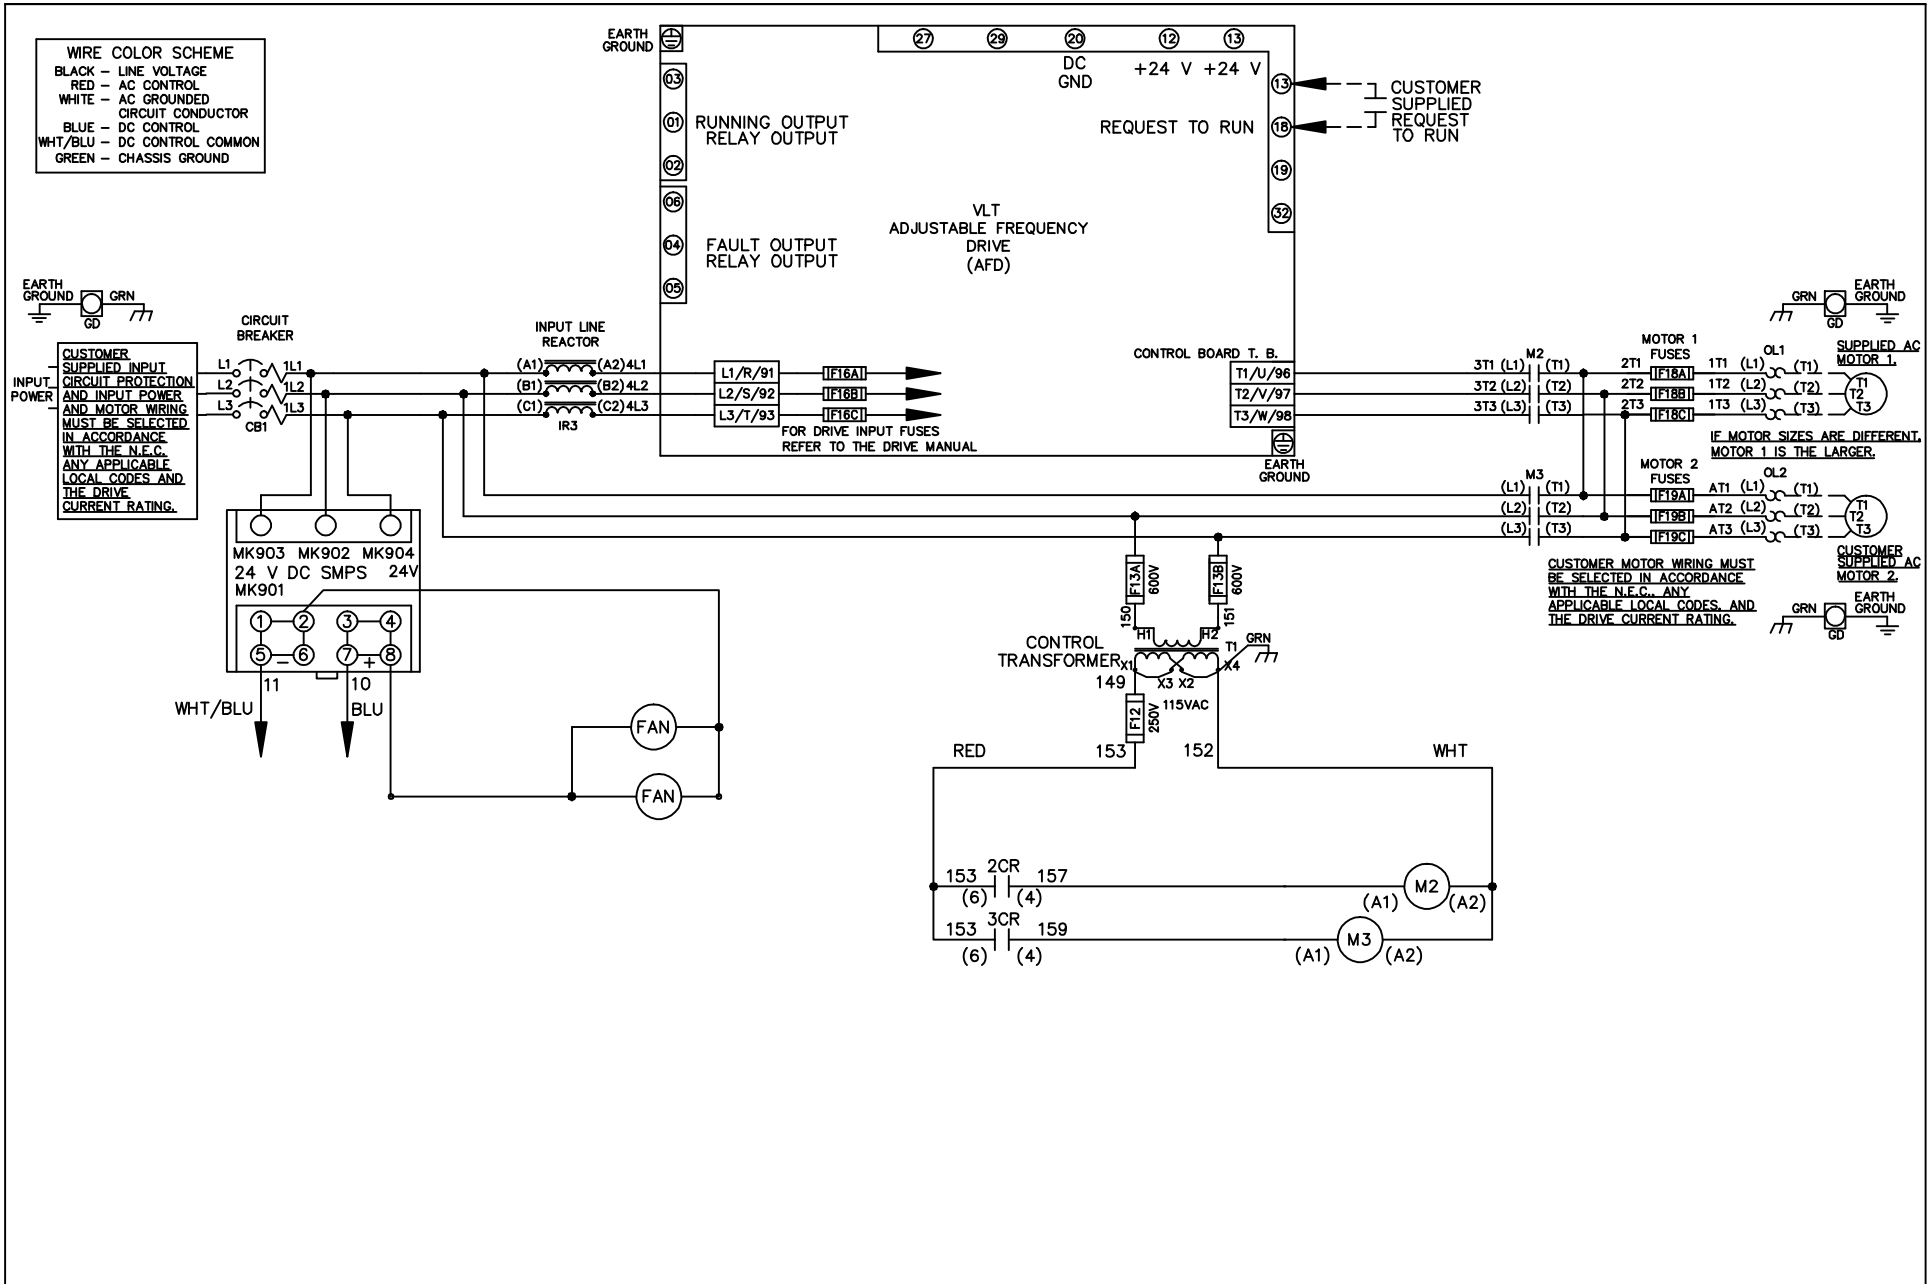 WIRE COLOR SCHEME
BLACK – LINE VOLTAGE
RED – AC CONTROL
WHITE – AC GROUNDED
CIRCUIT CONDUCTOR
BLUE – DC CONTROL
WHT/BLU – DC CONTROL COMMON
GREEN – CHASSIS GROUND
EARTH
GROUND
03
01
02
RUNNING OUTPUT
RELAY OUTPUT
06
04
05
FAULT OUTPUT
RELAY OUTPUT
27 29 20 12 13
DC
GND
+24 V +24 V
13
18
19
32
REQUEST TO RUN
CUSTOMER
SUPPLIED
REQUEST
TO RUN
VLT
ADJUSTABLE FREQUENCY
DRIVE
(AFD)
EARTH
GROUND
GRN
GD
INPUT
POWER
CUSTOMER
SUPPLIED INPUT
CIRCUIT PROTECTION
AND INPUT POWER
AND MOTOR WIRING
MUST BE SELECTED
IN ACCORDANCE
WITH THE N.E.C.
ANY APPLICABLE
LOCAL CODES AND
THE DRIVE
CURRENT RATING.
CIRCUIT
BREAKER
L1 1L1
L2 1L2
L3 1L3
CB1
INPUT LINE
REACTOR
(A1) (A2) 4L1
(B1) (B2) 4L2
(C1) (C2) 4L3
IR3
L1/R/91 F16A
L2/S/92 F16B
L3/T/93 F16C
FOR DRIVE INPUT FUSES
REFER TO THE DRIVE MANUAL
CONTROL BOARD T. B.
T1/U/96
T2/V/97
T3/W/98
EARTH
GROUND
M2
3T1 (L1) (T1)
3T2 (L2) (T2)
3T3 (L3) (T3)
MOTOR 1
FUSES
2T1 F18A 1T1 (L1) (T1)
2T2 F18B 1T2 (L2) (T2)
2T3 F18C 1T3 (L3) (T3)
OL1
T1
T2
T3
GRN
GD
EARTH
GROUND
SUPPLIED AC
MOTOR 1.
IF MOTOR SIZES ARE DIFFERENT,
MOTOR 1 IS THE LARGER.
M3
(L1) (T1)
(L2) (T2)
(L3) (T3)
MOTOR 2
FUSES
F19A AT1 (L1) (T1)
F19B AT2 (L2) (T2)
F19C AT3 (L3) (T3)
OL2
T1
T2
T3
CUSTOMER
SUPPLIED AC
MOTOR 2.
CUSTOMER MOTOR WIRING MUST
BE SELECTED IN ACCORDANCE
WITH THE N.E.C., ANY
APPLICABLE LOCAL CODES, AND
THE DRIVE CURRENT RATING.
GRN
GD
EARTH
GROUND
MK903 MK902 MK904
24 V DC SMPS 24V
MK901
1 2 3 4
5 – 6 7 + 8
11 10
WHT/BLU BLU
FAN
FAN
F13A 600V
F13B 600V
150 151
H1 H2
CONTROL
TRANSFORMER
T1
GRN
X1 X3 X2 X4
149
115VAC
F12 250V
RED 153 152 WHT
153 2CR 157
(6) (4)
M2
(A1) (A2)
153 3CR 159
(6) (4)
M3
(A1) (A2)